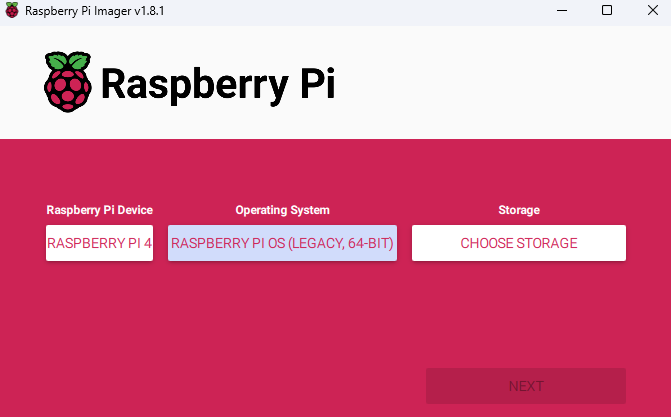 Raspberry Pi Imager v1.8.1
Raspberry Pi
Raspberry Pi Device
Operating System
Storage
RASPBERRY PI 4
RASPBERRY PI OS (LEGACY, 64-BIT)
CHOOSE STORAGE
NEXT